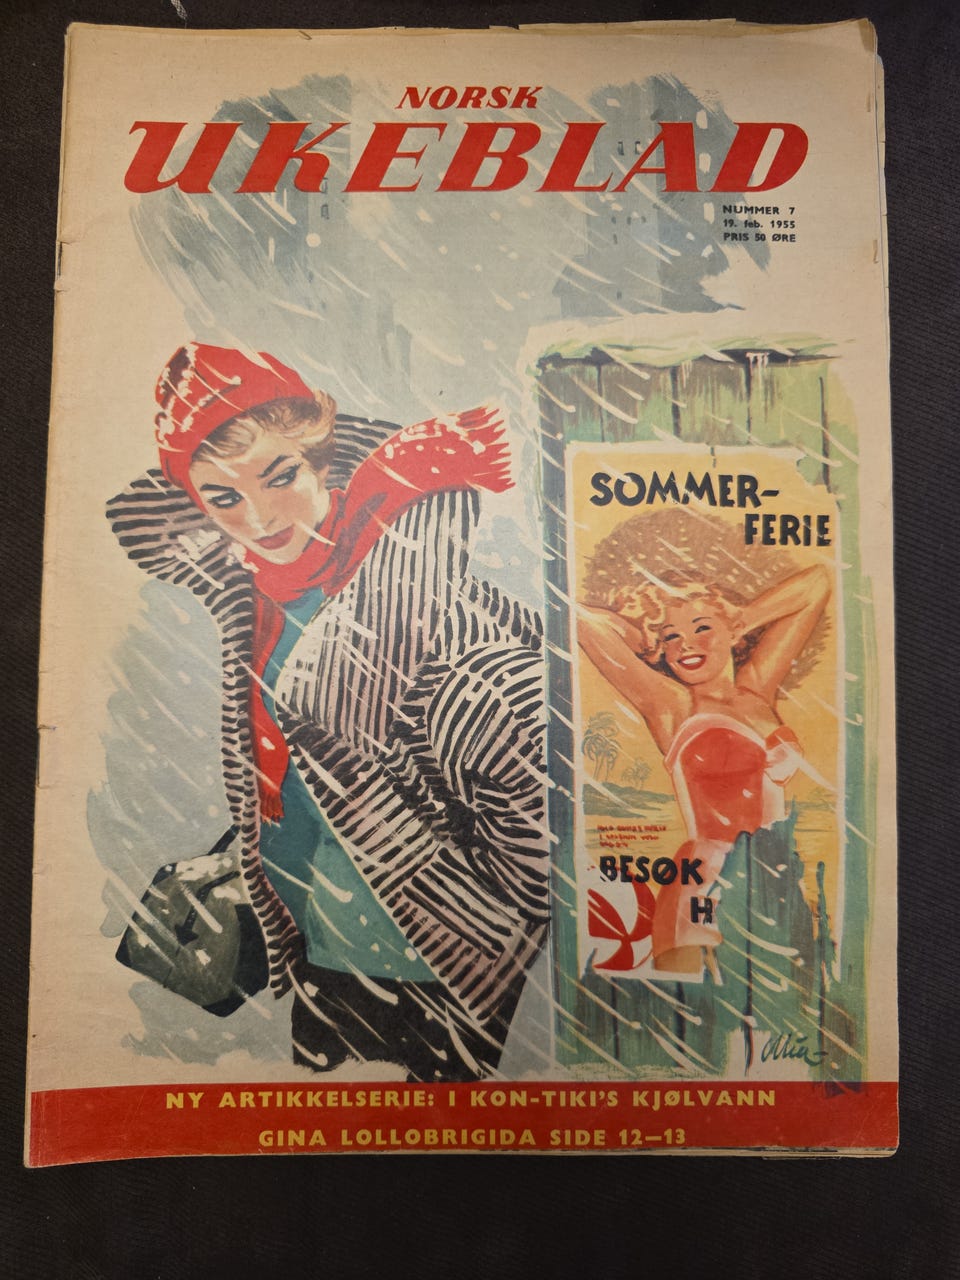 NORSK
UKEBLAD
NUMMER 7
19. feb. 1955
PRIS 50 ØRE
SOMMER-
FERIE
BESØK
H
NY ARTIKKELSERIE: I KON-TIKI'S KJØLVANN
GINA LOLLOBRIGIDA SIDE 12—13